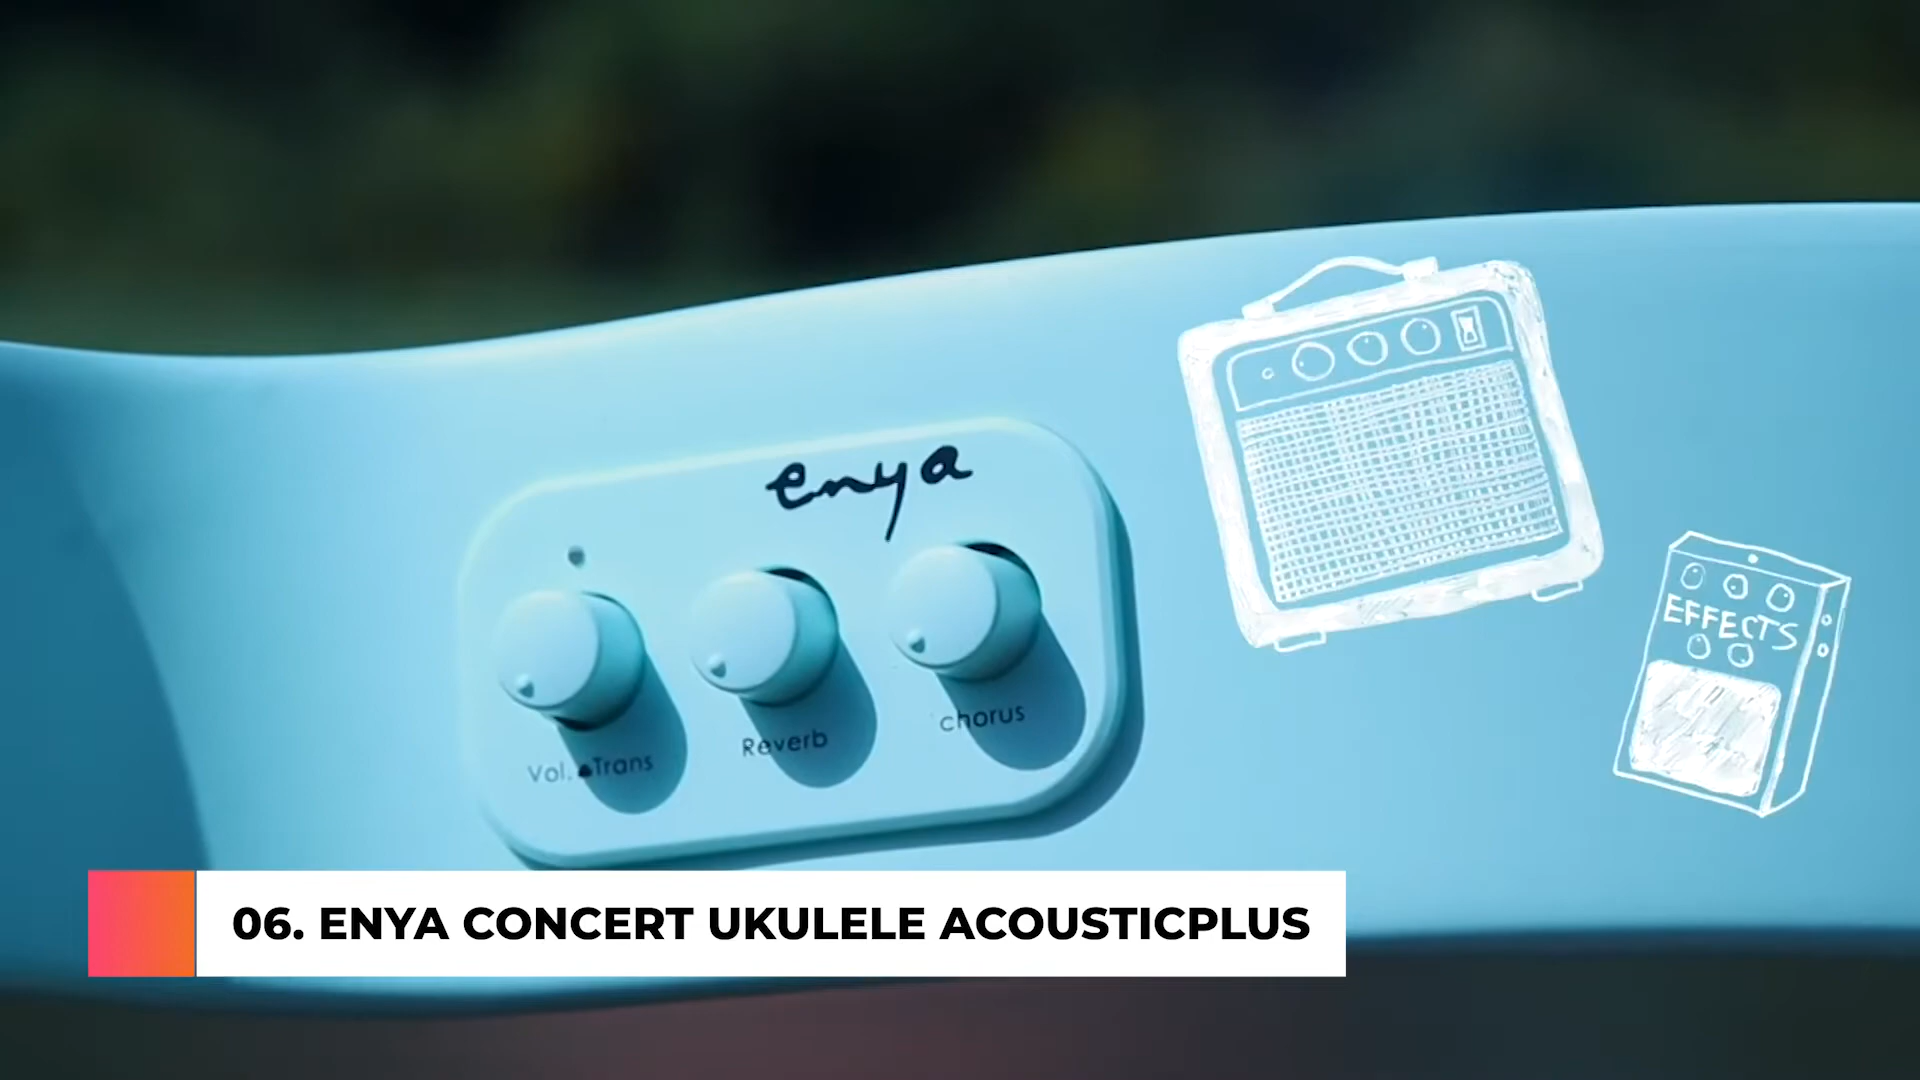 enya
Vol. Trans
Reverb
chorus
EFFECTS
06. ENYA CONCERT UKULELE ACOUSTICPLUS